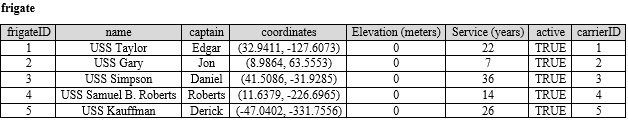 frigate
frigateID name captain coordinates Elevation (meters) Service (years) active carrierID
1 USS Taylor Edgar (32.9411, -127.6073) 0 22 TRUE 1
2 USS Gary Jon (8.9864, 63.5553) 0 7 TRUE 2
3 USS Simpson Daniel (41.5086, -31.9285) 0 36 TRUE 3
4 USS Samuel B. Roberts Roberts (11.6379, -226.6965) 0 14 TRUE 4
5 USS Kauffman Derick (-47.0402, -331.7556) 0 26 TRUE 5